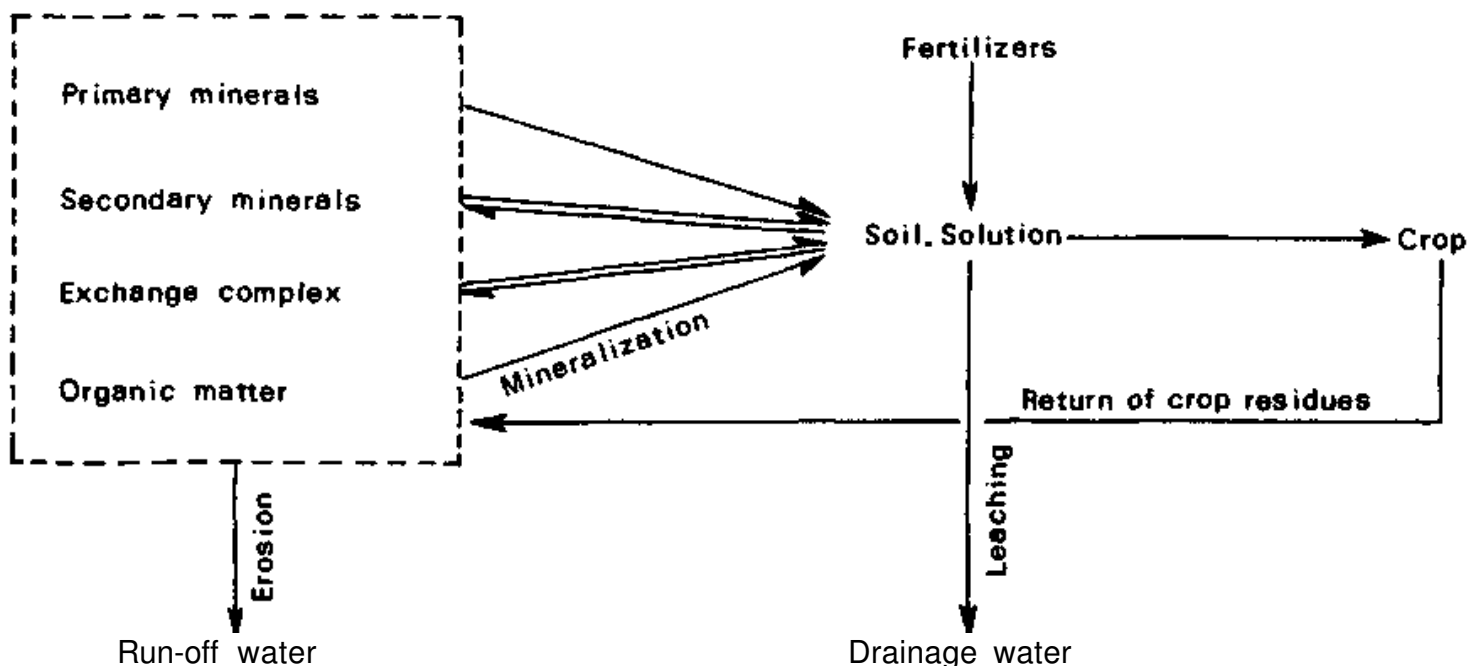 Fertilizers
Primary minerals
Secondary minerals
Soil. Solution
Crop
Exchange complex
Mineralization
Organic matter
Return of crop residues
Erosion
Leaching
Run-off water
Drainage water